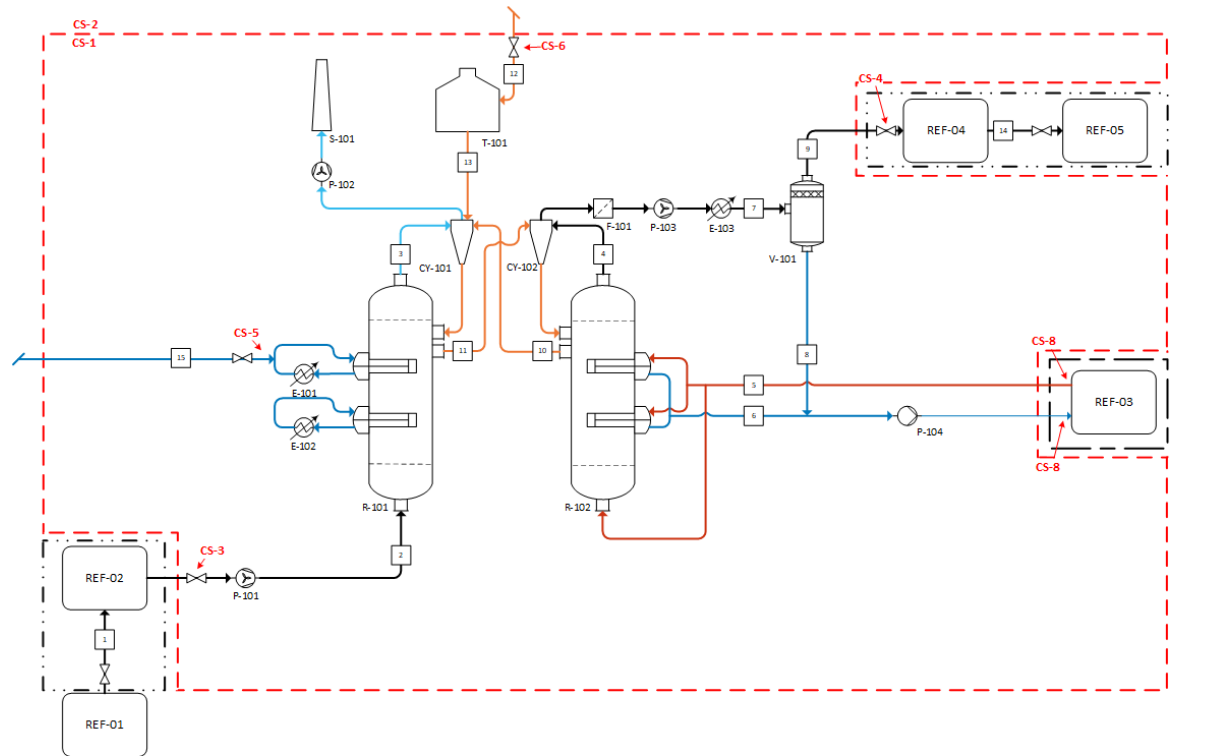 CS-2
CS-1
CS-6
12
CS-4
REF-04
14
REF-05
S-101
T-101
13
9
P-102
3
CY-101
CY-102
4
F-101
P-103
E-103
7
V-101
CS-5
15
11
10
8
CS-8
5
REF-03
E-101
6
P-104
E-102
CS-8
R-101
R-102
CS-3
2
REF-02
P-101
1
REF-01